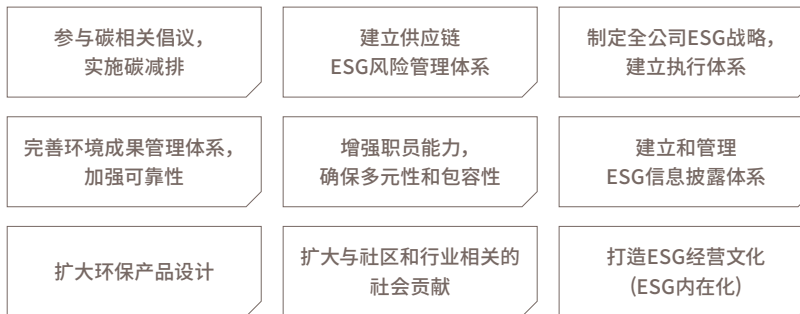 参与碳相关倡议，
实施碳减排
建立供应链
ESG风险管理体系
制定全公司ESG战略，
建立执行体系
完善环境成果管理体系，
加强可靠性
增强职员能力，
确保多元性和包容性
建立和管理
ESG信息披露体系
扩大环保产品设计
扩大与社区和行业相关的
社会贡献
打造ESG经营文化
(ESG内在化)